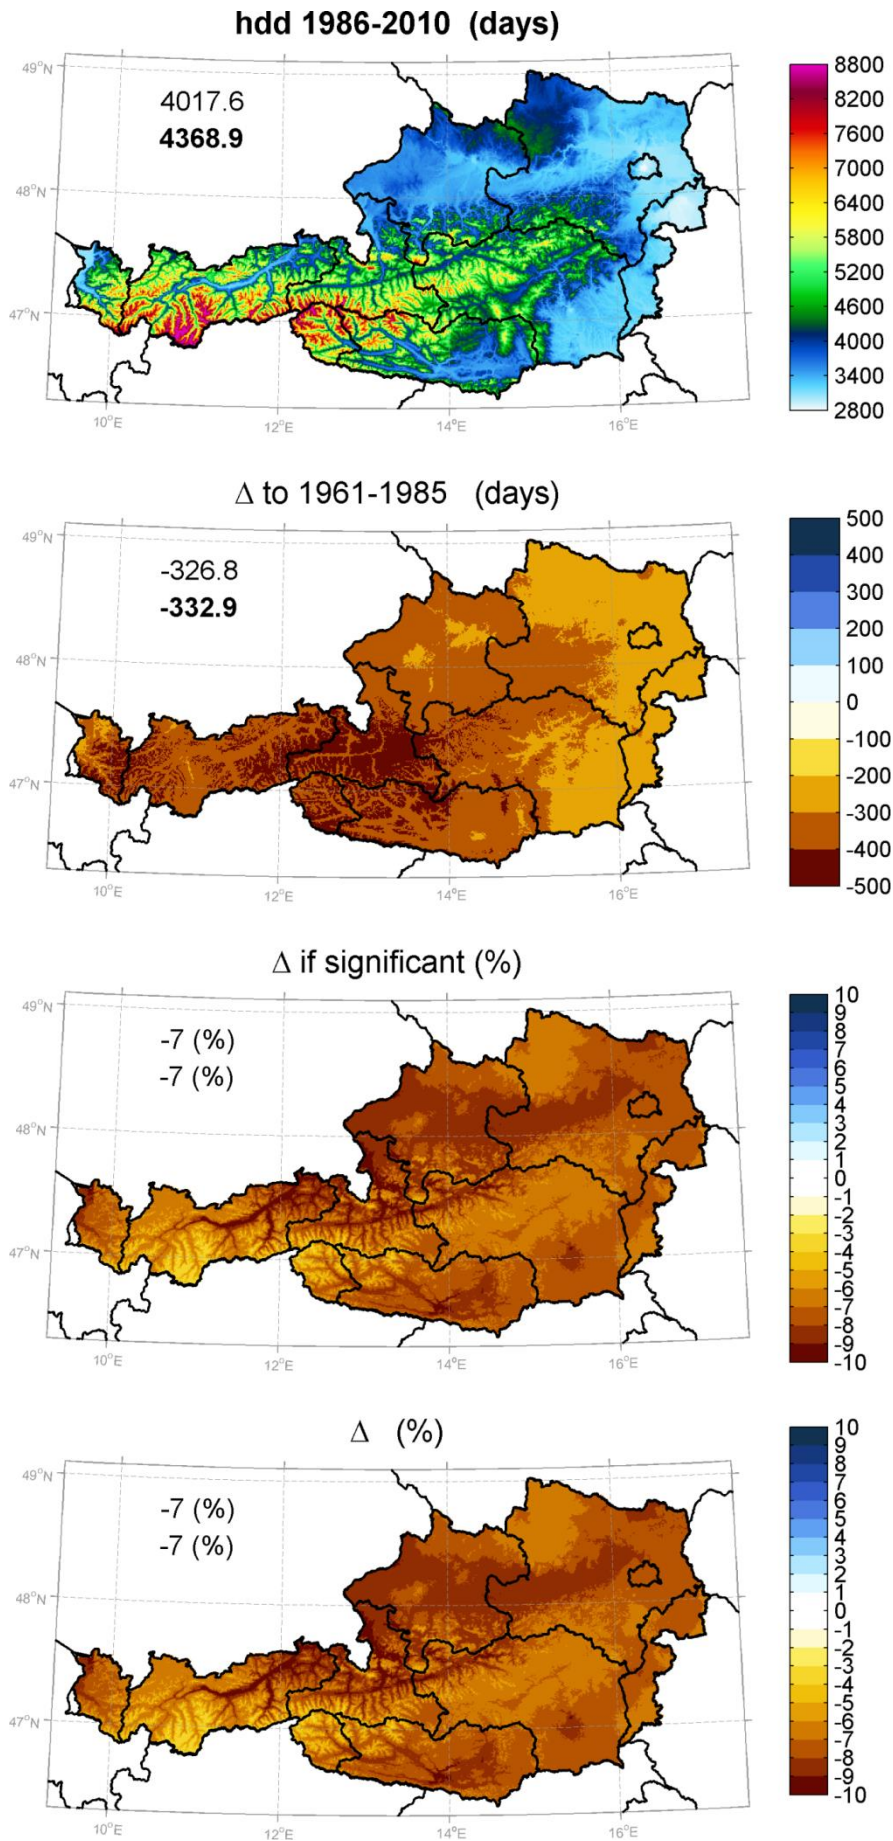 hdd 1986-2010 (days)
49°N
48°N
47°N
10°E
12°E
14°E
16°E
4017.6
4368.9
8800
8200
7600
7000
6400
5800
5200
4600
4000
3400
2800
Δ to 1961-1985 (days)
49°N
48°N
47°N
10°E
12°E
14°E
16°E
-326.8
-332.9
500
400
300
200
100
0
-100
-200
-300
-400
-500
Δ if significant (%)
49°N
48°N
47°N
10°E
12°E
14°E
16°E
-7 (%)
-7 (%)
10
9
8
7
6
5
4
3
2
1
0
-1
-2
-3
-4
-5
-6
-7
-8
-9
-10
Δ (%)
49°N
48°N
47°N
10°E
12°E
14°E
16°E
-7 (%)
-7 (%)
10
9
8
7
6
5
4
3
2
1
0
-1
-2
-3
-4
-5
-6
-7
-8
-9
-10